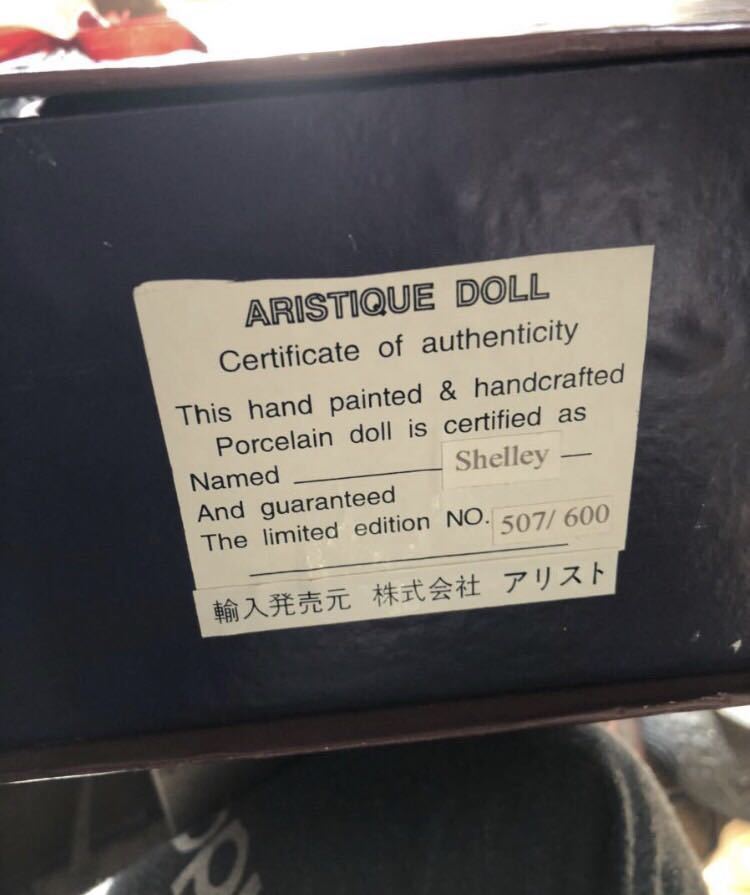 ARISTIQUE DOLL
Certificate of authenticity
This hand painted & handcrafted
Porcelain doll is certified as
Named Shelley
And guaranteed
The limited edition NO. 507/ 600
輸入発売元 株式会社 アリスト